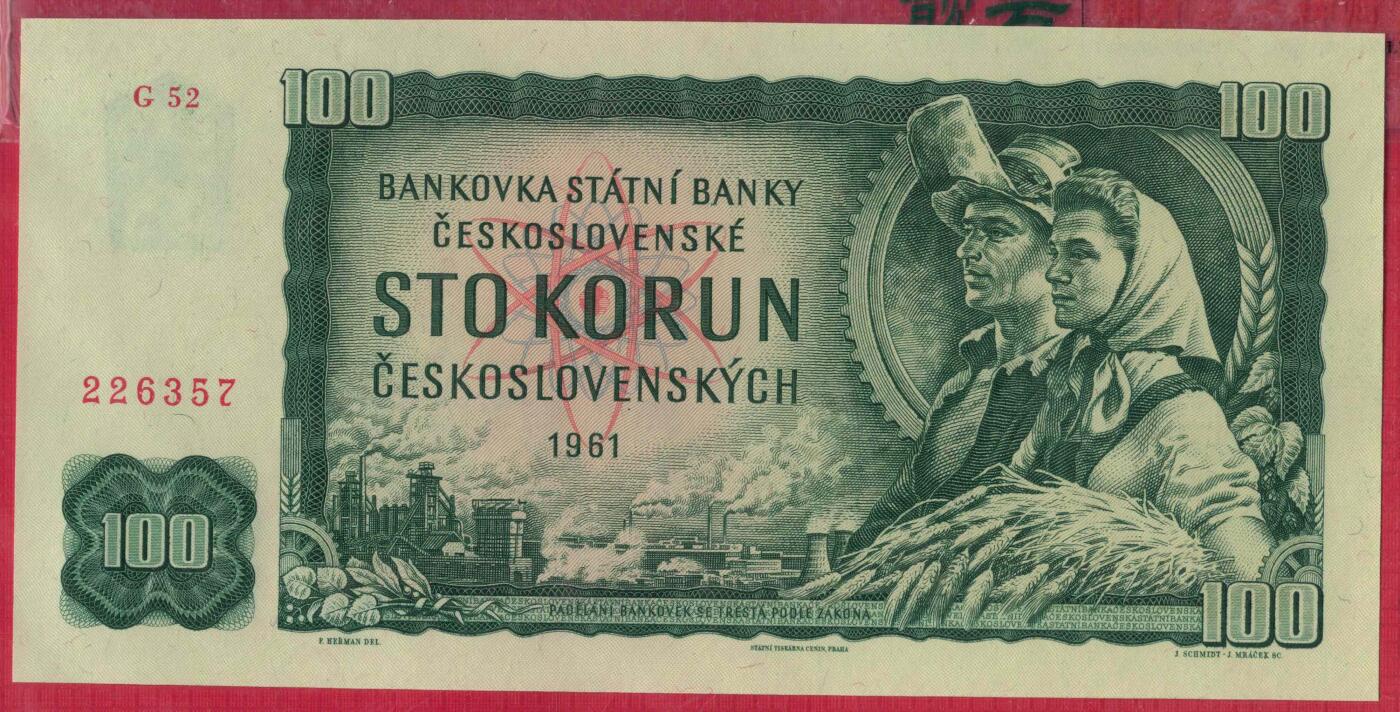 G 52
100
100
BANKOVKA STÁTNÍ BANKY
ČESKOSLOVENSKÉ
STO KORUN
ČESKOSLOVENSKÝCH
1961
226357
100
PADĚLÁNÍ BANKOVEK SE TRESTÁ PODLE ZÁKONA
100
F. HEŘMAN DEL.
STÁTNÍ TISKÁRNA CENIN, PRAHA
J. SCHMIDT - J. MRÁČEK SC.